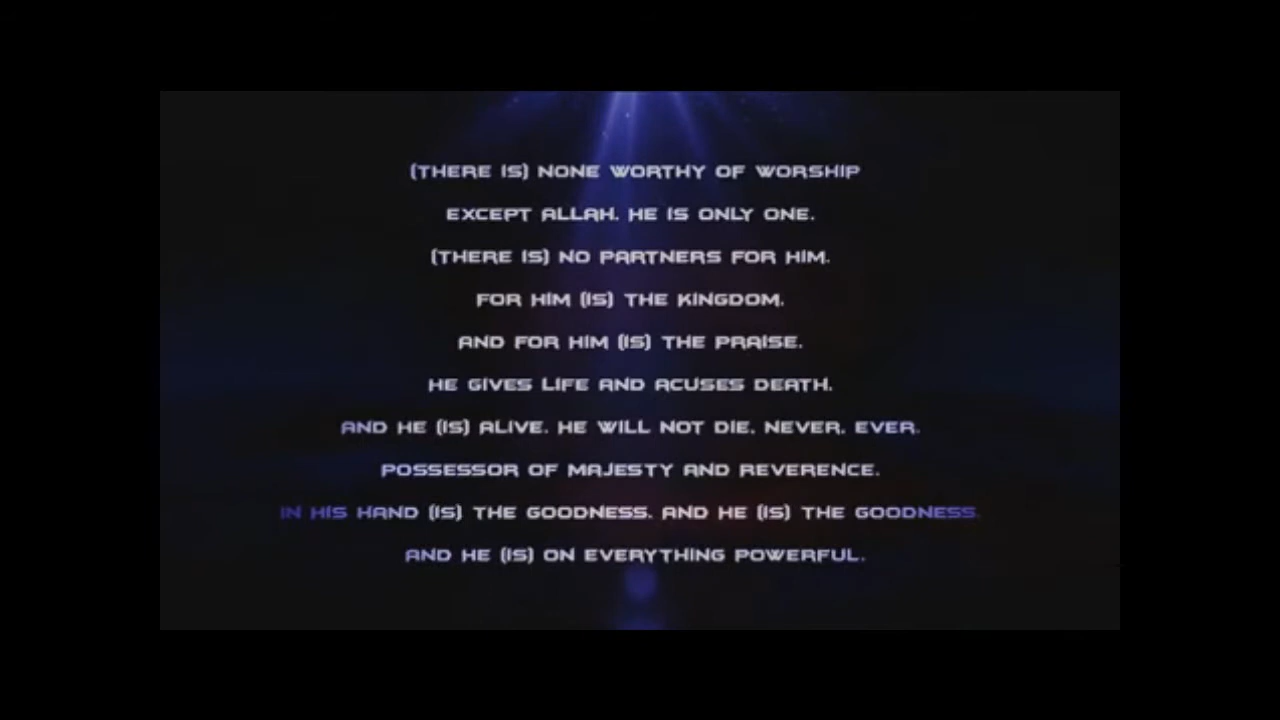 (THERE IS) NONE WORTHY OF WORSHIP
EXCEPT ALLAH. HE IS ONLY ONE.
(THERE IS) NO PARTNERS FOR HIM.
FOR HIM (IS) THE KINGDOM.
AND FOR HIM (IS) THE PRAISE.
HE GIVES LIFE AND ACUSES DEATH.
AND HE (IS) ALIVE. HE WILL NOT DIE. NEVER. EVER.
POSSESSOR OF MAJESTY AND REVERENCE.
IN HIS HAND (IS) THE GOODNESS. AND HE (IS) THE GOODNESS.
AND HE (IS) ON EVERYTHING POWERFUL.